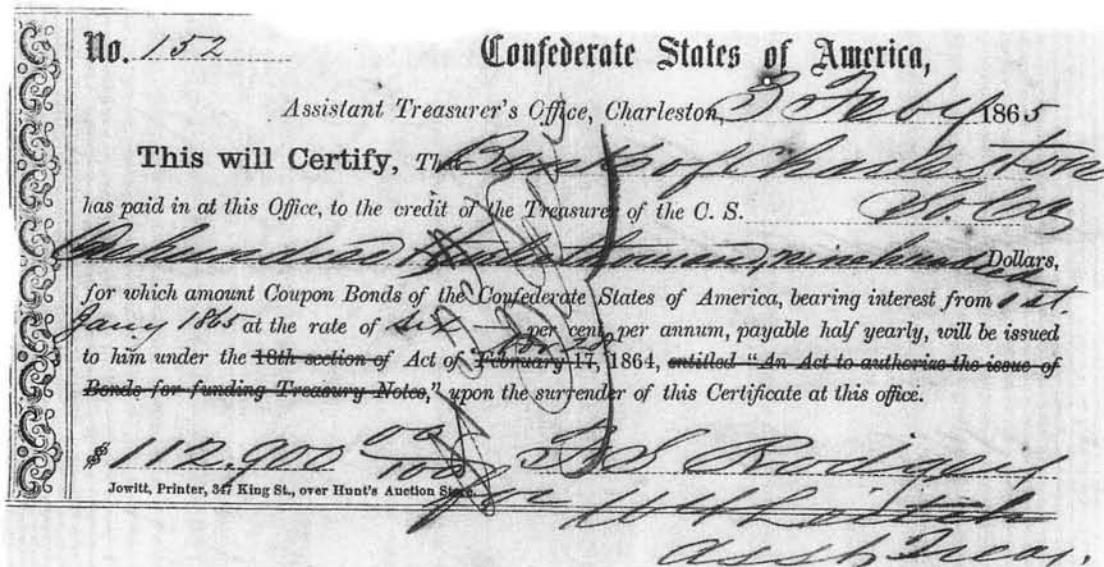 No. 152 Confederate States of America,
Assistant Treasurer's Office, Charleston, 3 Feby 1865
This will Certify, That Bank of Charleston
has paid in at this Office, to the credit of the Treasurer of the C. S. So. Ca
One hundred & twelve thousand, nine hundred Dollars,
for which amount Coupon Bonds of the Confederate States of America, bearing interest from 1st
Jany 1865 at the rate of six per cent, per annum, payable half yearly, will be issued
to him under the 18th section of Act of February 17, 1864, entitled "An Act to authorize the issue of
Bonds for funding Treasury Notes," upon the surrender of this Certificate at this office.
$ 112,900 00/100 Rodgers
Jowitt, Printer, 347 King St., over Hunt's Auction Store. for
Asst Treas.